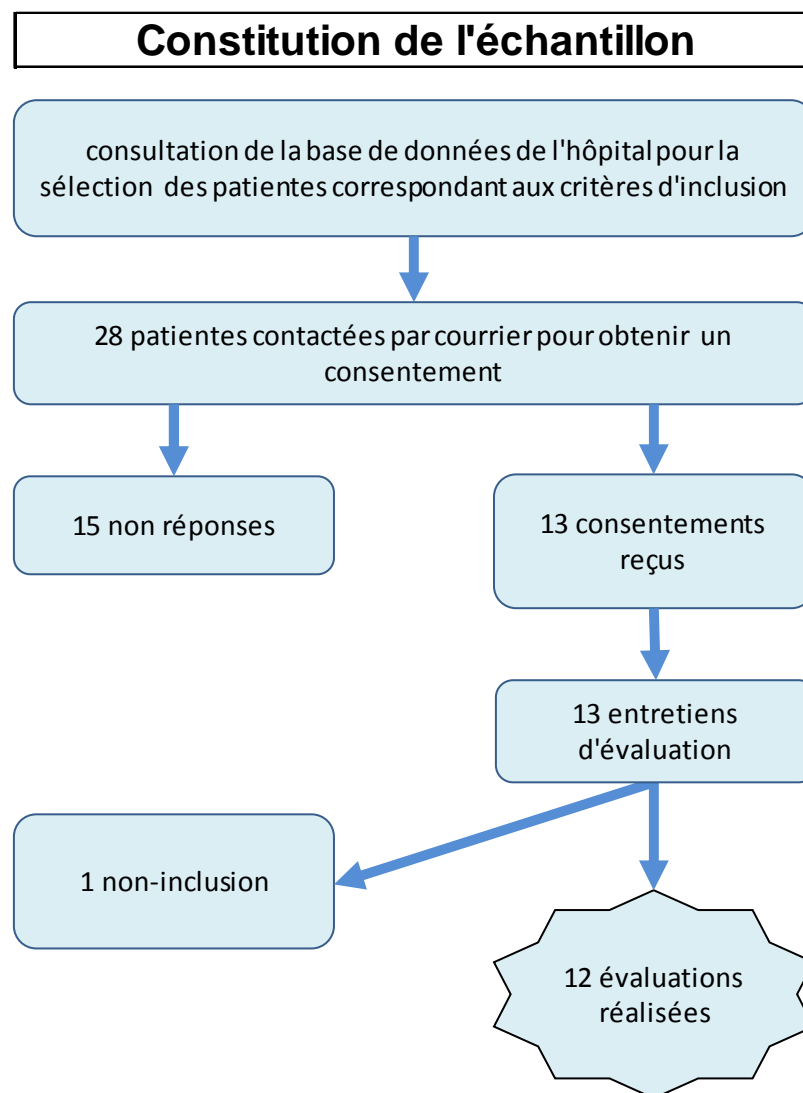 Constitution de l'échantillon
consultation de la base de données de l'hôpital pour la
sélection des patientes correspondant aux critères d'inclusion
28 patientes contactées par courrier pour obtenir un
consentement
15 non réponses
13 consentements
reçus
13 entretiens
d'évaluation
1 non-inclusion
12 évaluations
réalisées